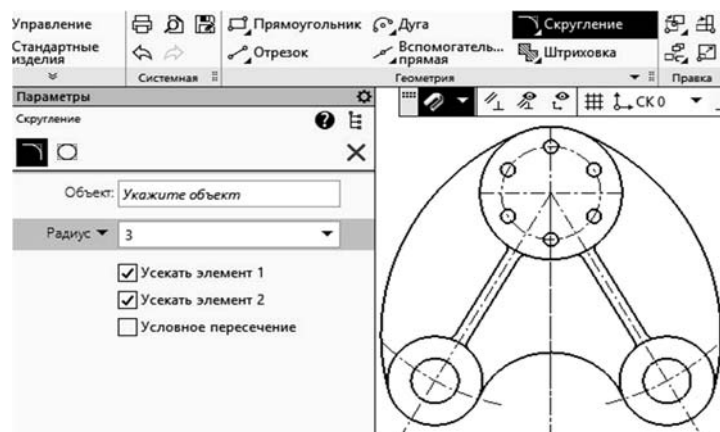 Управление
Прямоугольник
Дуга
Скругление
Стандартные
изделия
Отрезок
Вспомогатель...
прямая
Штриховка
Системная
Геометрия
Правка
Параметры
Скругление
Объект:
Укажите объект
Радиус
3
Усекать элемент 1
Усекать элемент 2
Условное пересечение
СК 0